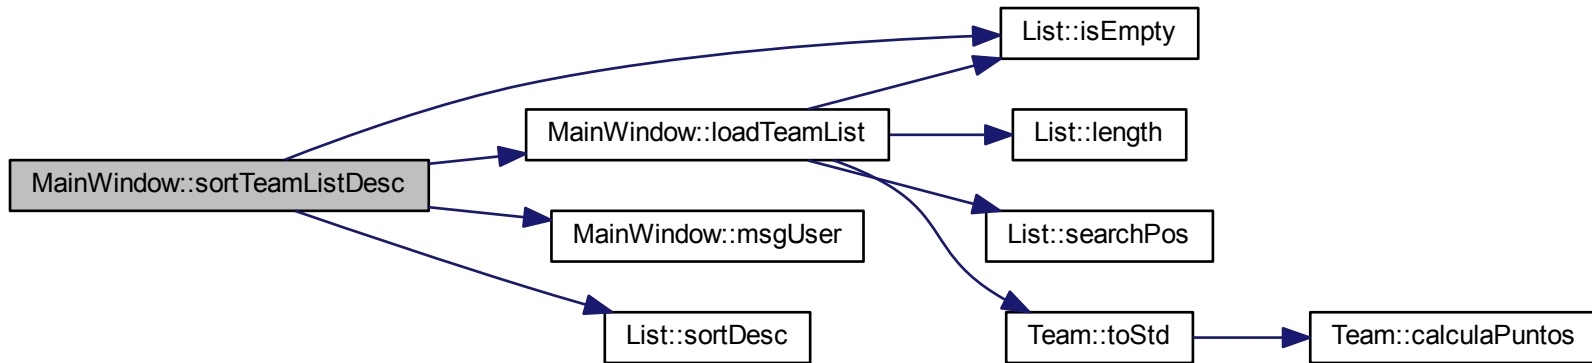 MainWindow::sortTeamListDesc
List::isEmpty
MainWindow::loadTeamList
List::length
List::searchPos
MainWindow::msgUser
List::sortDesc
Team::toStd
Team::calculaPuntos